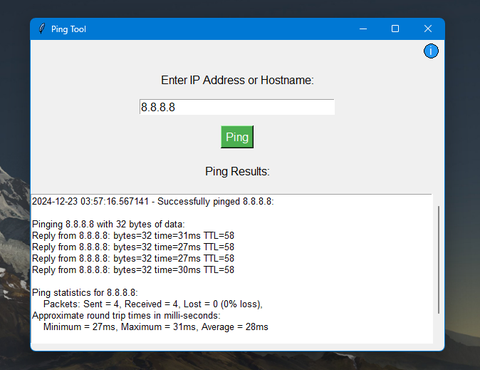 Ping Tool
i
Enter IP Address or Hostname:
8.8.8.8
Ping
Ping Results:
2024-12-23 03:57:16.567141 - Successfully pinged 8.8.8.8:
Pinging 8.8.8.8 with 32 bytes of data:
Reply from 8.8.8.8: bytes=32 time=31ms TTL=58
Reply from 8.8.8.8: bytes=32 time=27ms TTL=58
Reply from 8.8.8.8: bytes=32 time=27ms TTL=58
Reply from 8.8.8.8: bytes=32 time=30ms TTL=58
Ping statistics for 8.8.8.8:
Packets: Sent = 4, Received = 4, Lost = 0 (0% loss),
Approximate round trip times in milli-seconds:
Minimum = 27ms, Maximum = 31ms, Average = 28ms